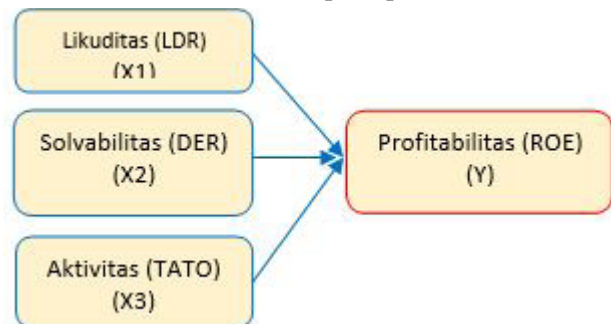 Likuditas (LDR)
(X1)
Solvabilitas (DER)
(X2)
Profitabilitas (ROE)
(Y)
Aktivitas (TATO)
(X3)